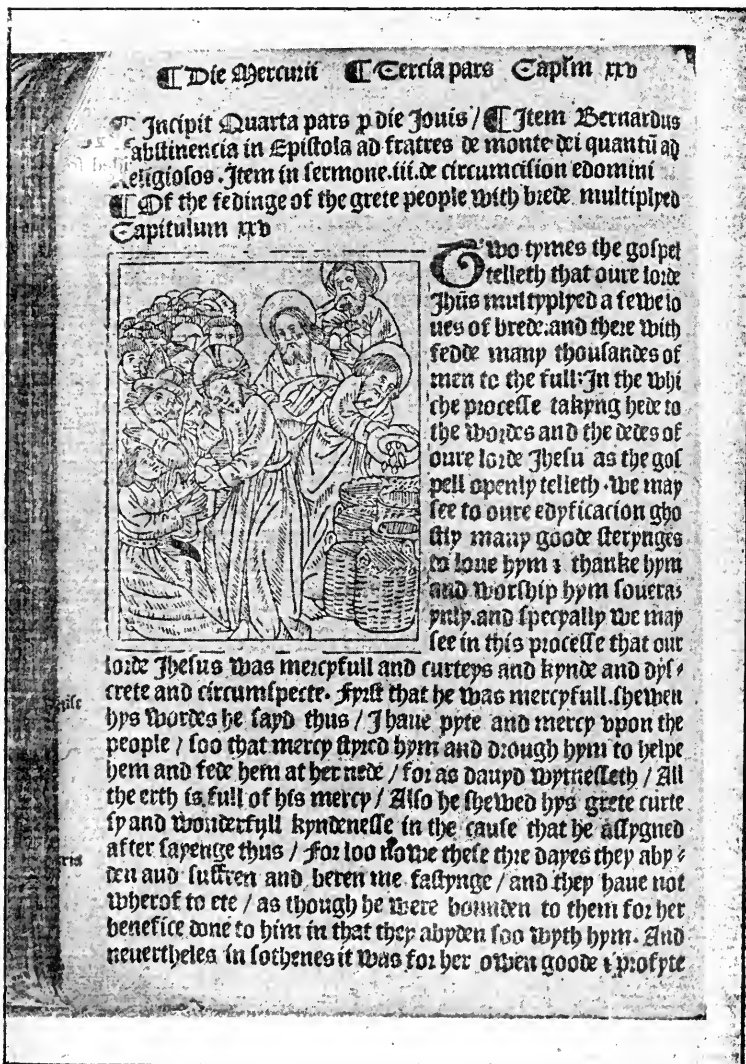 ¶ Die Mercurii ¶ Tercia pars Capĺm xxv
Incipit Quarta pars ꝓ die Jouis / ¶ Item Bernardus
abstinencia in Epistola ad fratres de monte dei quantū ad
religiosos . Item in sermone .iii. de circumcision edomini
¶ Of the fedinge of the grete people with brede multiplyed
Capitulum xxv
Two tymes the gospel
telleth that oure lorde
Jhūs multyplyed a fewe lo
ues of brede: and there with
fedde many thousandes of
men to the full: In the whi
che processe takyng hede to
the wordes and the dedes of
oure lorde Jhesu as the gos
pell openly telleth . we may
see to oure edyficacion gho
stly many goode sterynges
to loue hym ⁊ thanke hym
and worship hym souera⸗
ynly. and specyally we may
see in this processe that our
lorde Jhesus was mercyfull and curteys and kynde and dys⸗
crete and circumspecte. Fyrst that he was mercyfull. shewen
hys wordes he sayd thus / I haue pyte and mercy vpon the
people / soo that mercy styred hym and drough hym to helpe
hem and fede hem at her nede / for as dauyd wytnesseth / All
the erth is full of his mercy / Also he shewed hys grete curte
sy and wonderfyll kyndenesse in the cause that he assygned
after sayenge thus / For loo nowe these thre dayes they aby⸗
den aud suffren and beren me fastynge / and they haue not
wherof to ete / as though he were bounden to them for her
benefice done to him in that they abyden soo wyth hym. And
neuertheles in sothenes it was for her owen goode ⁊ profyte